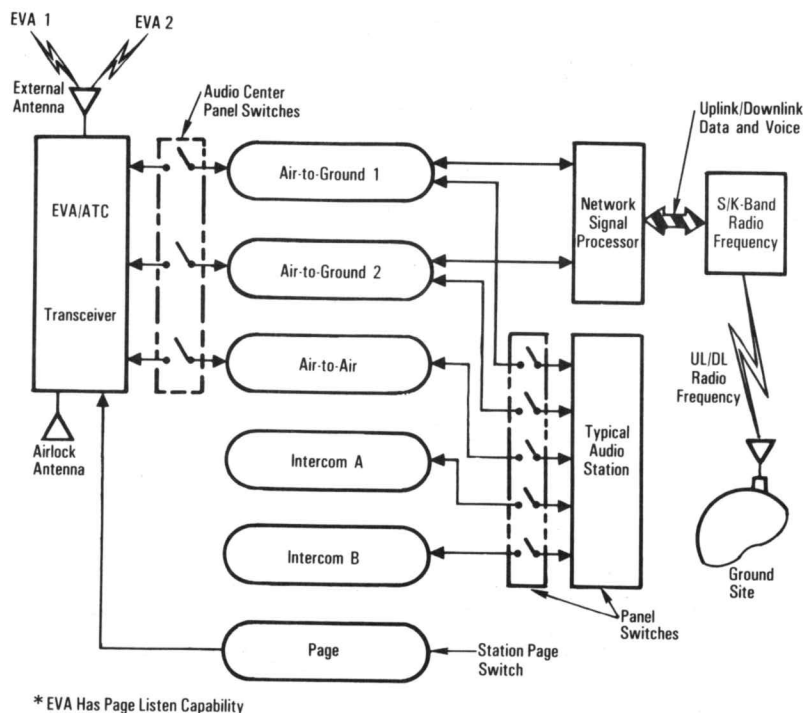 EVA 1
EVA 2
External
Antenna
Audio Center
Panel Switches
Uplink/Downlink
Data and Voice
EVA/ATC
Transceiver
Air-to-Ground 1
Network
Signal
Processor
S/K-Band
Radio
Frequency
Air-to-Ground 2
Air-to-Air
UL/DL
Radio
Frequency
Airlock
Antenna
Intercom A
Typical
Audio
Station
Intercom B
Ground
Site
Panel
Switches
Page
Station Page
Switch
* EVA Has Page Listen Capability